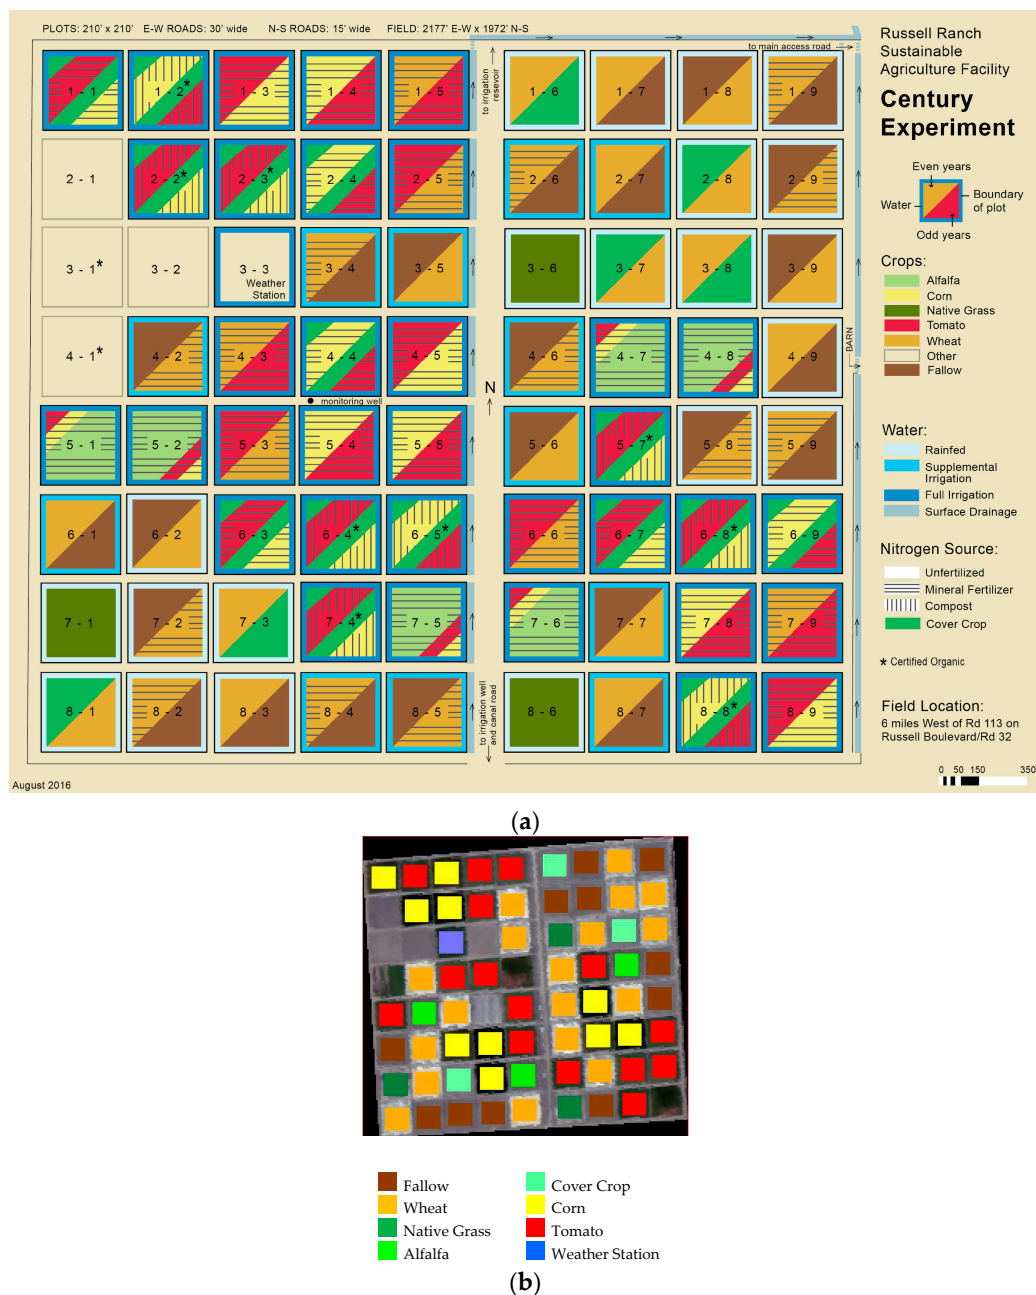 PLOTS: 210' x 210' E-W ROADS: 30' wide N-S ROADS: 15' wide FIELD: 2177' E-W x 1972' N-S
to main access road
to irrigation resevoir
1 - 1 1 - 2* 1 - 3 1 - 4 1 - 5 1 - 6 1 - 7 1 - 8 1 - 9
2 - 1 2 - 2* 2 - 3* 2 - 4 2 - 5 2 - 6 2 - 7 2 - 8 2 - 9
3 - 1* 3 - 2 3 - 3 3 - 4 3 - 5 3 - 6 3 - 7 3 - 8 3 - 9
Weather
Station
4 - 1* 4 - 2 4 - 3 4 - 4 4 - 5 4 - 6 4 - 7 4 - 8 4 - 9
BARN
N
monitoring well
5 - 1 5 - 2 5 - 3 5 - 4 5 - 5 5 - 6 5 - 7* 5 - 8 5 - 9
6 - 1 6 - 2 6 - 3 6 - 4* 6 - 5* 6 - 6 6 - 7 6 - 8* 6 - 9
7 - 1 7 - 2 7 - 3 7 - 4* 7 - 5 7 - 6 7 - 7 7 - 8 7 - 9
8 - 1 8 - 2 8 - 3 8 - 4 8 - 5 8 - 6 8 - 7 8 - 8* 8 - 9
to irrigation well
and canal road
August 2016
Russell Ranch
Sustainable
Agriculture Facility
Century
Experiment
Even years
Water
Boundary
of plot
Odd years
Crops:
Alfalfa
Corn
Native Grass
Tomato
Wheat
Other
Fallow
Water:
Rainfed
Supplemental
Irrigation
Full Irrigation
Surface Drainage
Nitrogen Source:
Unfertilized
Mineral Fertilizer
Compost
Cover Crop
* Certified Organic
Field Location:
6 miles West of Rd 113 on
Russell Boulevard/Rd 32
0 50 150 350
(a)
Fallow
Wheat
Native Grass
Alfalfa
Cover Crop
Corn
Tomato
Weather Station
(b)